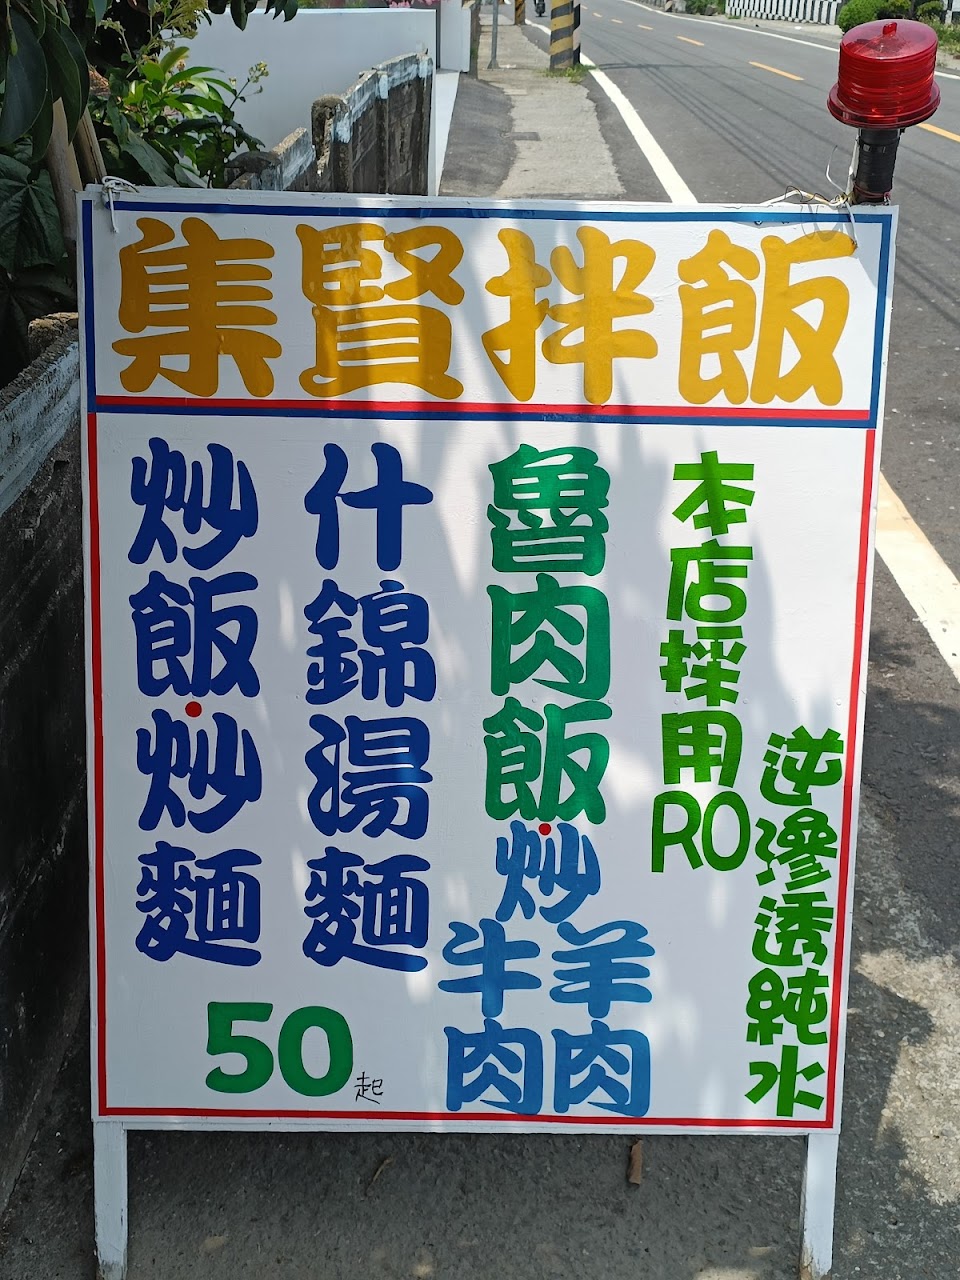 集賢拌飯
炒飯·炒麵
什錦湯麵
50起
魯肉飯·炒
牛肉
羊肉
本店採用RO
逆滲透純水